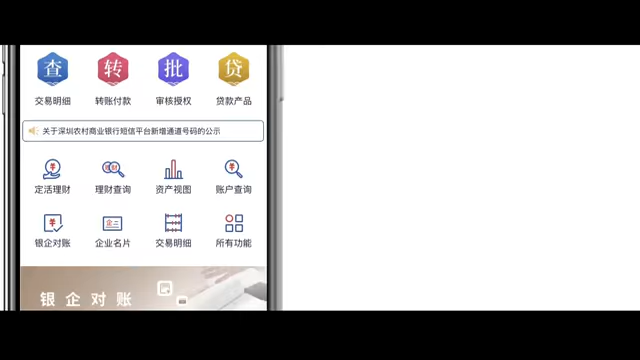 查 转 批 贷
交易明细 转账付款 审核授权 贷款产品
关于深圳农村商业银行短信平台新增通道号码的公示
定活理财 理财查询 资产视图 账户查询
银企对账 企业名片 交易明细 所有功能
银企对账